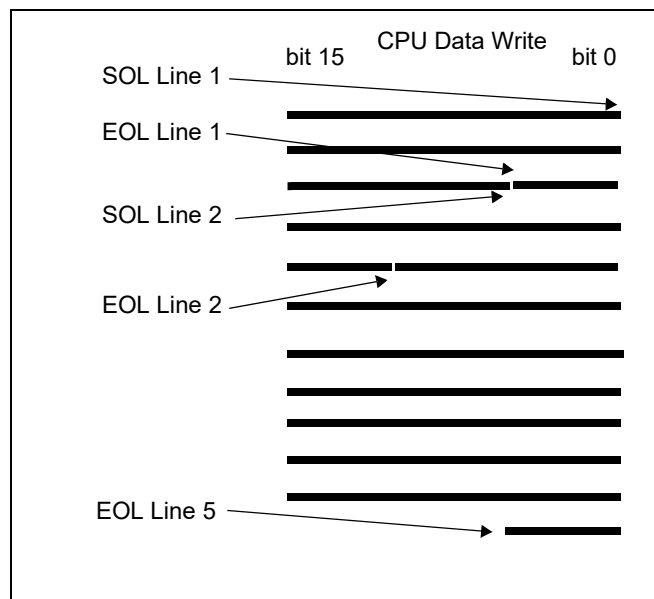 CPU Data Write
bit 15
bit 0
SOL Line 1
EOL Line 1
SOL Line 2
EOL Line 2
EOL Line 5